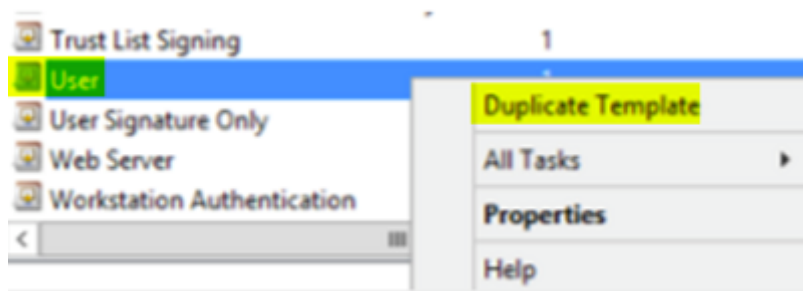 Trust List Signing 1
User
Duplicate Template
User Signature Only
All Tasks
Web Server
Workstation Authentication
Properties
Help